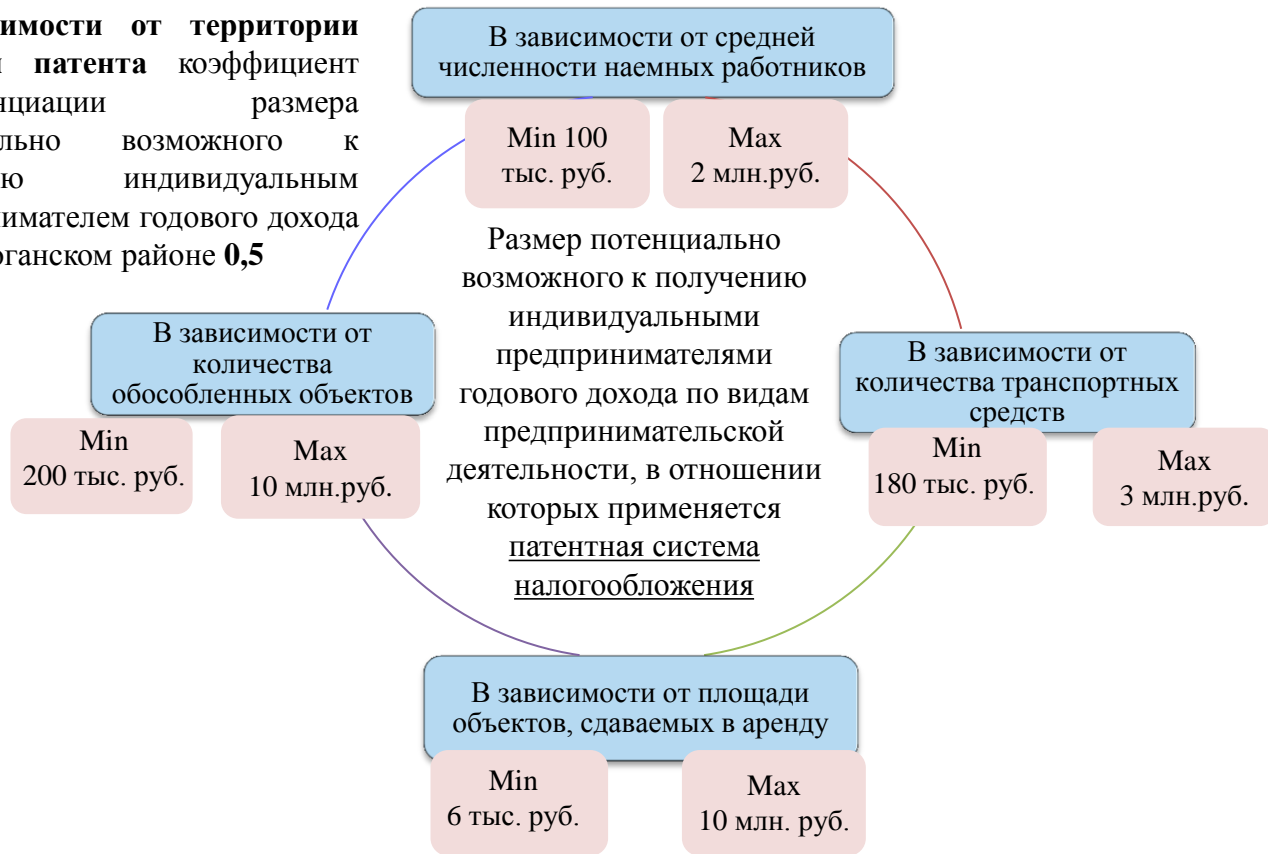 имости от территории
патента коэффициент
нциации размера
льно возможного к
ю индивидуальным
нимателем годового дохода
ганском районе 0,5
В зависимости от средней
численности наемных работников
Min 100
тыс. руб.
Max
2 млн.руб.
Размер потенциально
возможного к получению
индивидуальными
предпринимателями
годового дохода по видам
предпринимательской
деятельности, в отношении
которых применяется
патентная система
налогообложения
В зависимости от
количества
обособленных объектов
Min
200 тыс. руб.
Max
10 млн.руб.
В зависимости от
количества транспортных
средств
Min
180 тыс. руб.
Max
3 млн.руб.
В зависимости от площади
объектов, сдаваемых в аренду
Min
6 тыс. руб.
Max
10 млн. руб.